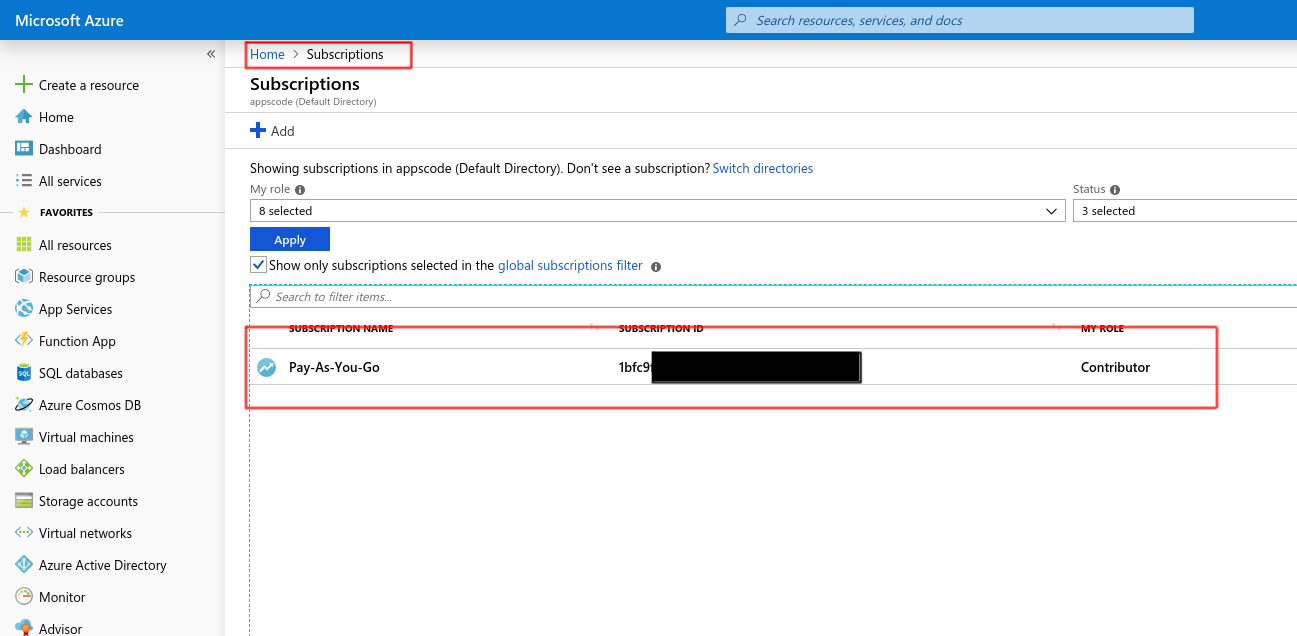 Microsoft Azure
Search resources, services, and docs
«
Home > Subscriptions
Create a resource
Home
Dashboard
All services
FAVORITES
All resources
Resource groups
App Services
Function App
SQL databases
Azure Cosmos DB
Virtual machines
Load balancers
Storage accounts
Virtual networks
Azure Active Directory
Monitor
Advisor
Subscriptions
appscode (Default Directory)
Add
Showing subscriptions in appscode (Default Directory). Don't see a subscription? Switch directories
My role
Status
8 selected
3 selected
Apply
Show only subscriptions selected in the global subscriptions filter
Search to filter items...
SUBSCRIPTION NAME SUBSCRIPTION ID MY ROLE
Pay-As-You-Go 1bfc9 Contributor